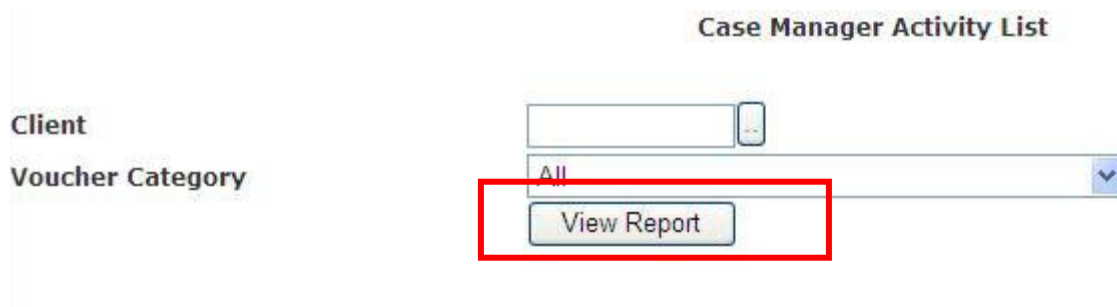 Case Manager Activity List
Client
..
Voucher Category
All
View Report